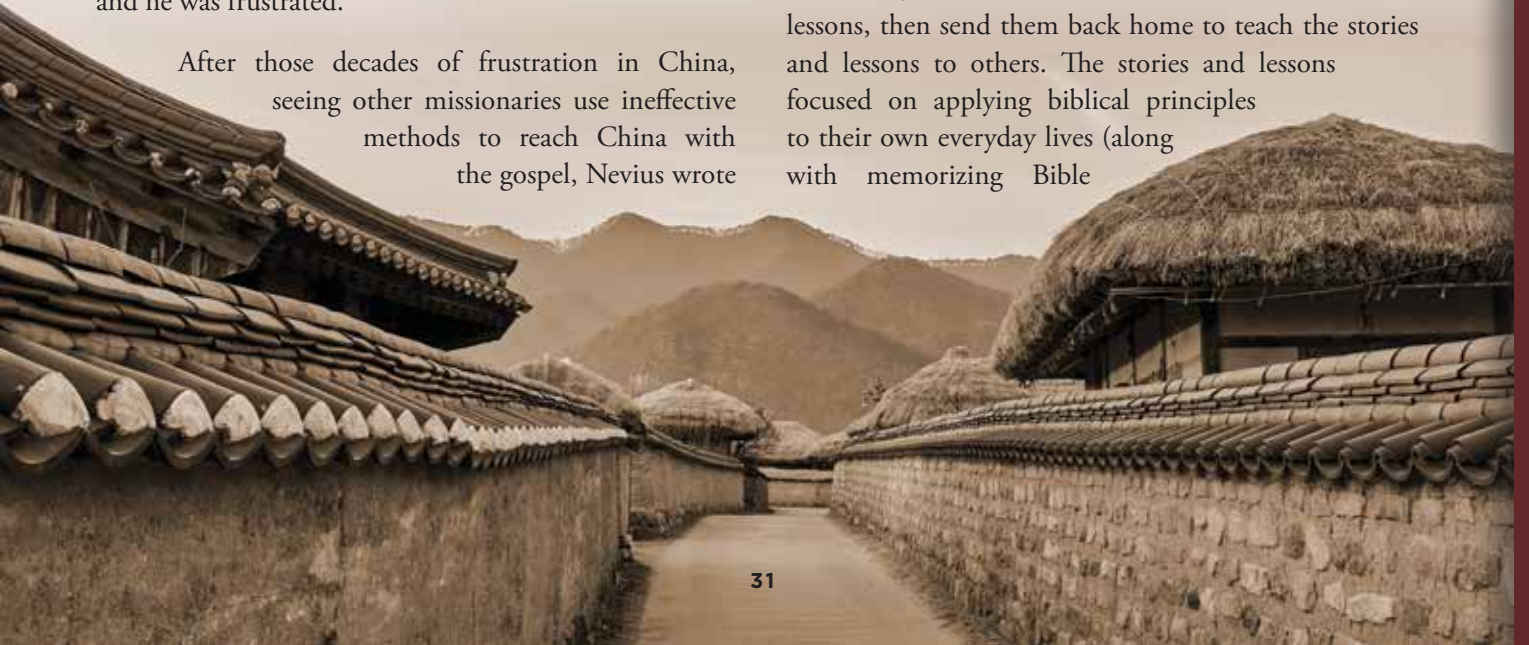 and he was frustrated.
After those decades of frustration in China,
seeing other missionaries use ineffective
methods to reach China with
the gospel, Nevius wrote
lessons, then send them back home to teach the stories
and lessons to others. The stories and lessons
focused on applying biblical principles
to their own everyday lives (along
with memorizing Bible
31